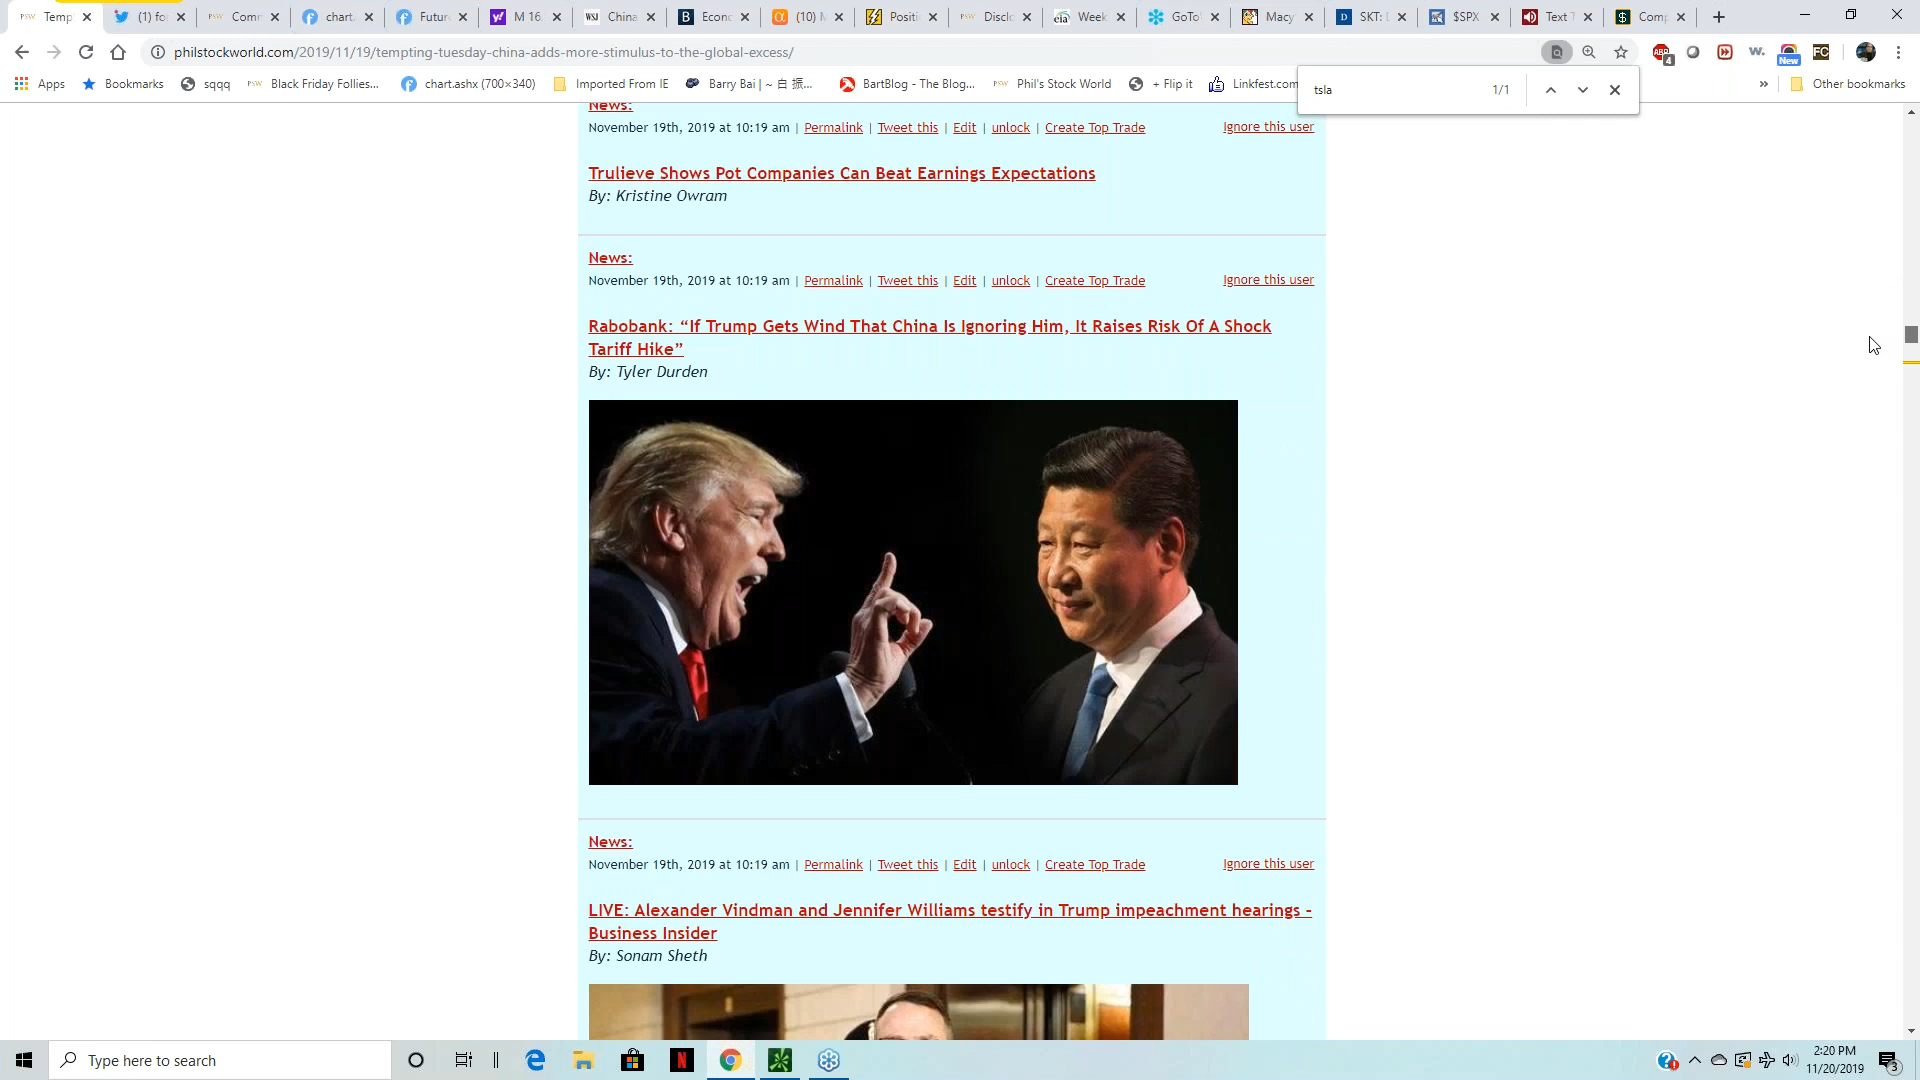 Temp
(1) fo
Comm
chart.
Futur
M 16.
China
Econ
(10) M
Positi
Disclo
Week
GoTo
Macy
SKT:
$SPX
Text T
Comp
philstockworld.com/2019/11/19/tempting-tuesday-china-adds-more-stimulus-to-the-global-excess/
Apps
Bookmarks
sqqq
Black Friday Follies...
chart.ashx (700×340)
Imported From IE
Barry Bai | ~ 白 振...
BartBlog - The Blog...
Phil's Stock World
+ Flip it
Linkfest.com
»
Other bookmarks
tsla 1/1
News:
November 19th, 2019 at 10:19 am | Permalink | Tweet this | Edit | unlock | Create Top Trade Ignore this user
Trulieve Shows Pot Companies Can Beat Earnings Expectations
By: Kristine Owram
News:
November 19th, 2019 at 10:19 am | Permalink | Tweet this | Edit | unlock | Create Top Trade Ignore this user
Rabobank: “If Trump Gets Wind That China Is Ignoring Him, It Raises Risk Of A Shock
Tariff Hike”
By: Tyler Durden
News:
November 19th, 2019 at 10:19 am | Permalink | Tweet this | Edit | unlock | Create Top Trade Ignore this user
LIVE: Alexander Vindman and Jennifer Williams testify in Trump impeachment hearings –
Business Insider
By: Sonam Sheth
Type here to search
2:20 PM
11/20/2019
3